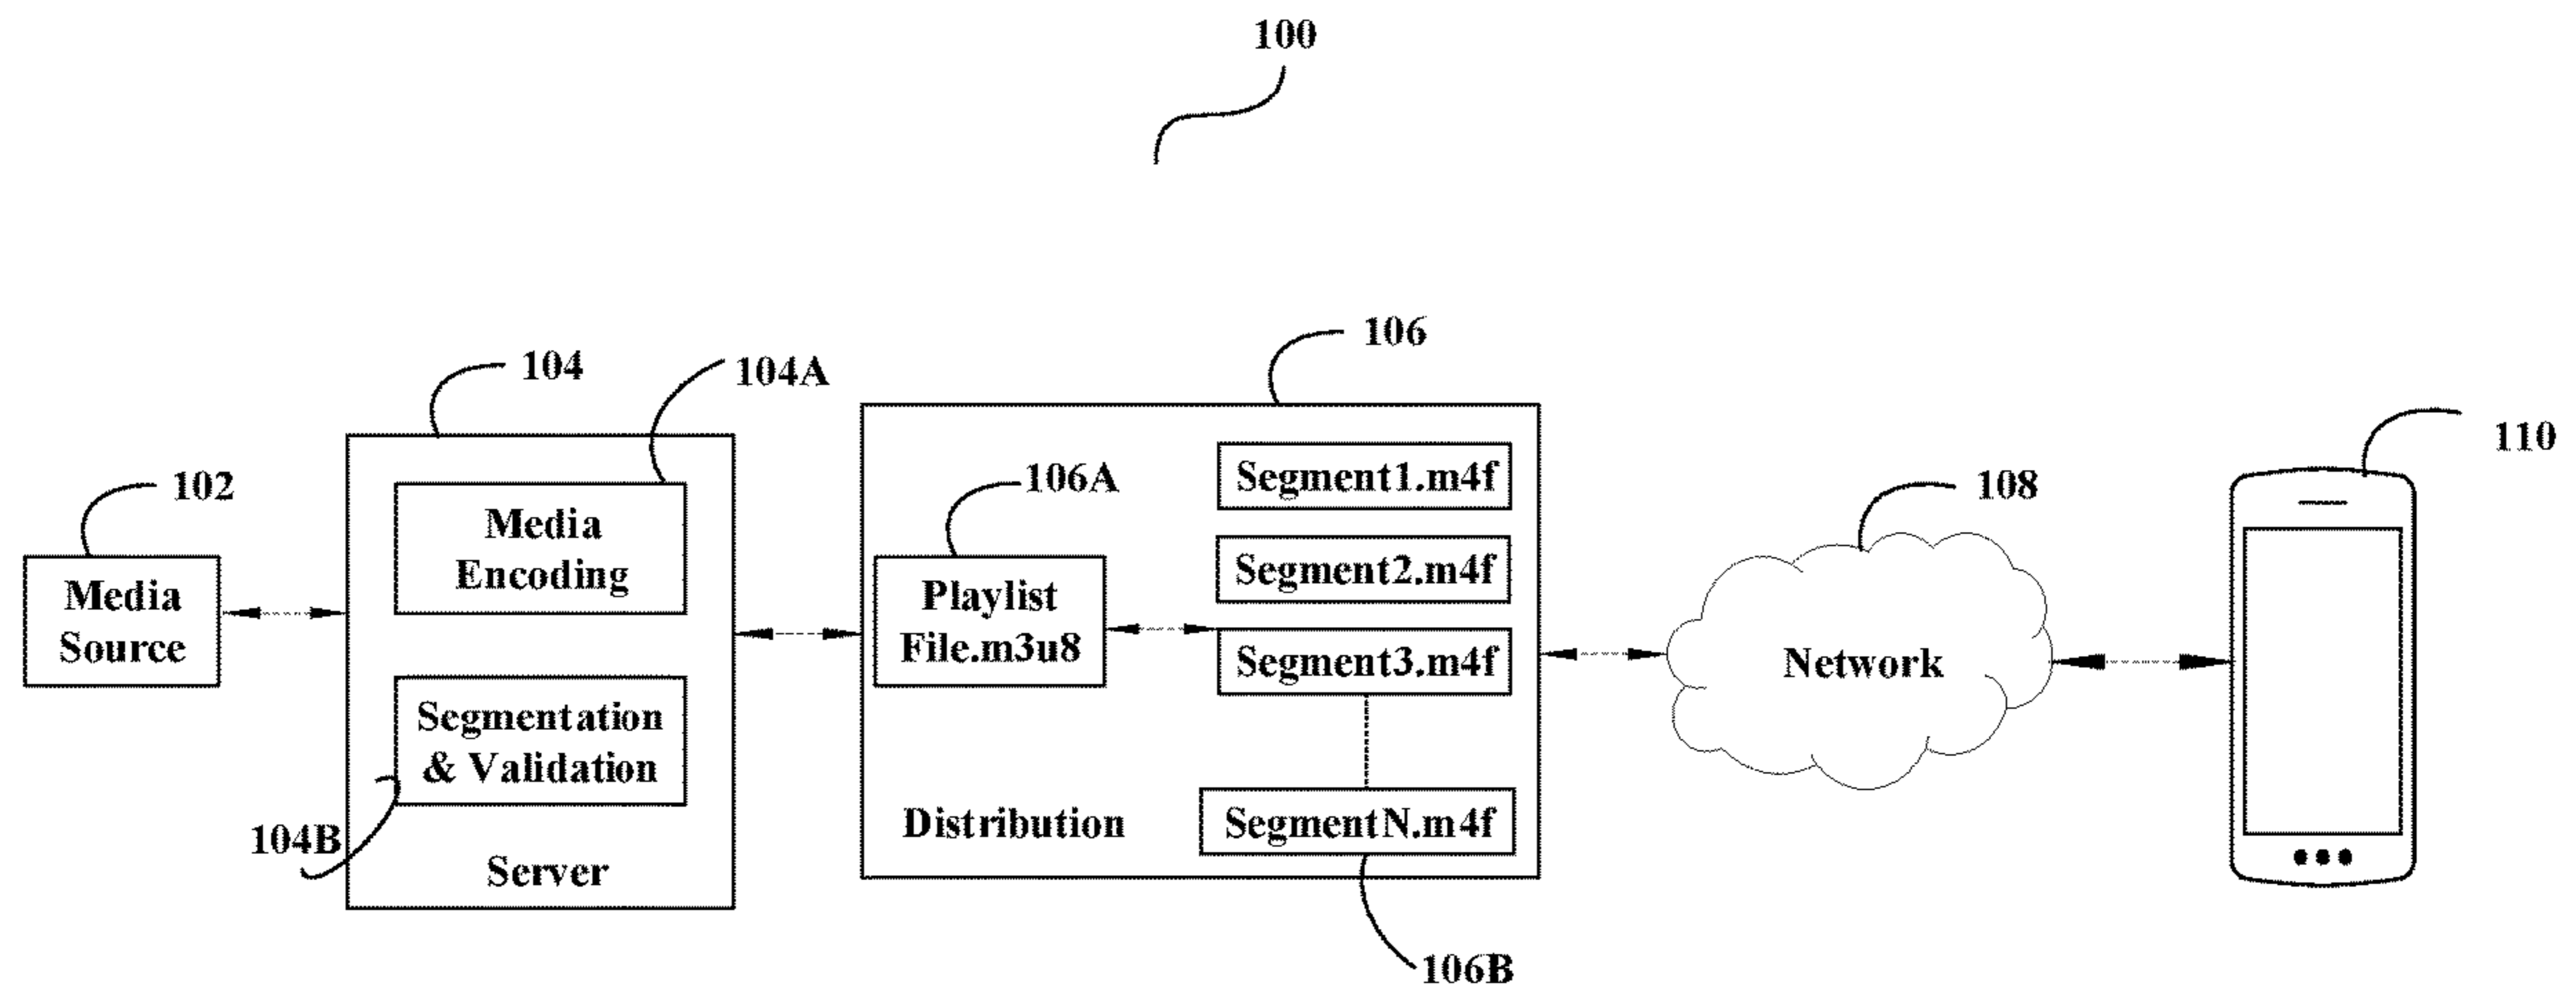 100
106
104
104A
110
102
106A
108
Media
Source
Media
Encoding
Segmentation
& Validation
104B
Server
Playlist
File.m3u8
Segment1.m4f
Segment2.m4f
Segment3.m4f
SegmentN.m4f
Distribution
106B
Network